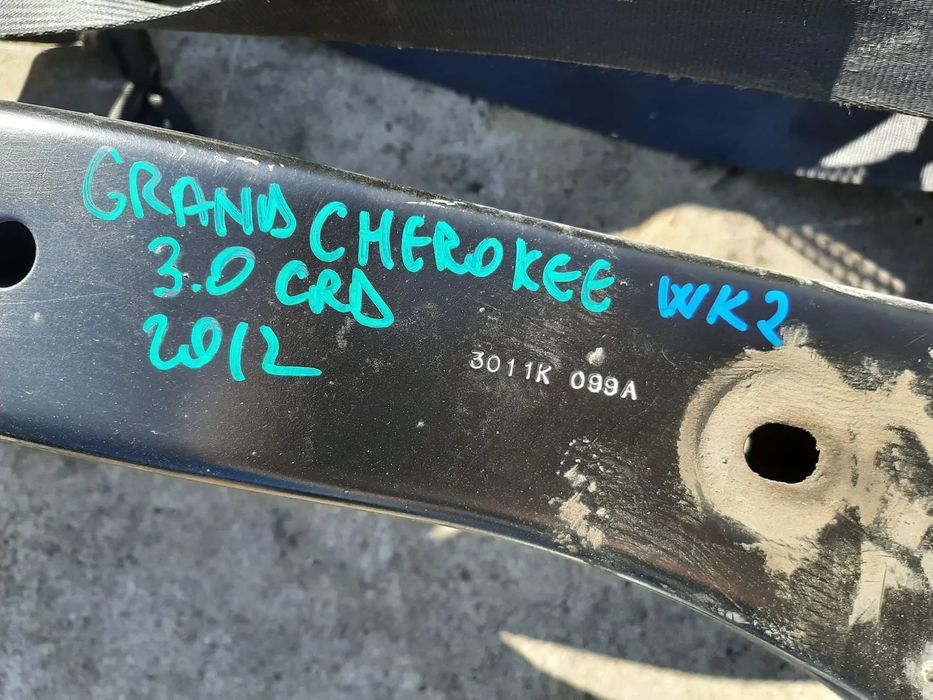 GRAND CHEROKEE WK2
3.0 CRD
2012
3011K 099A